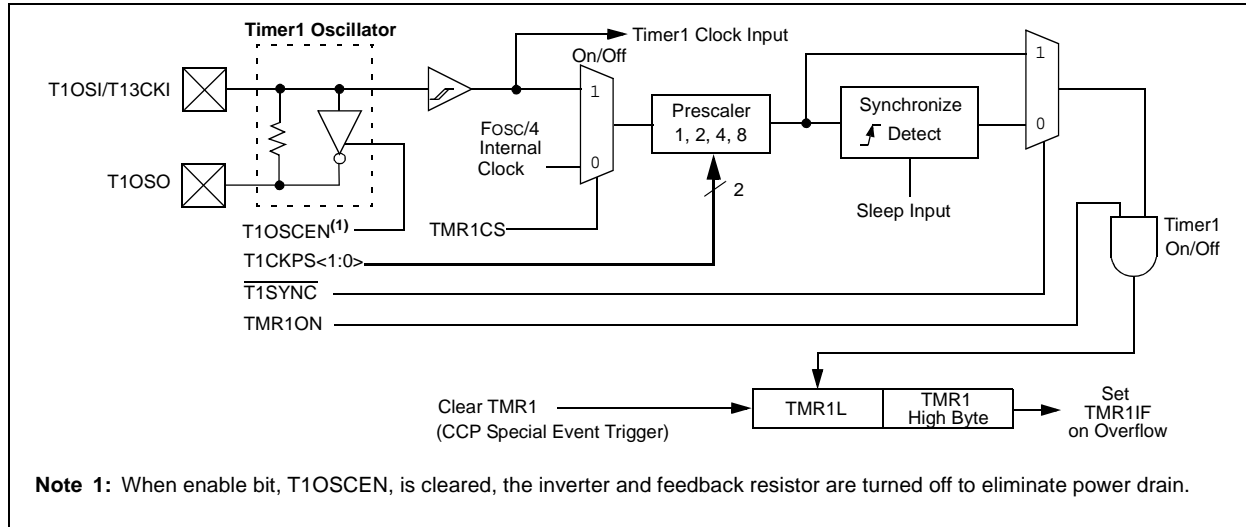 Timer1 Oscillator
T1OSI/T13CKI
T1OSO
T1OSCEN(1)
Timer1 Clock Input
On/Off
1
0
FOSC/4
Internal
Clock
TMR1CS
Prescaler
1, 2, 4, 8
2
Synchronize
Detect
Sleep Input
1
0
T1CKPS<1:0>
T1SYNC
TMR1ON
Timer1
On/Off
Clear TMR1
(CCP Special Event Trigger)
TMR1L
TMR1
High Byte
Set
TMR1IF
on Overflow
Note 1: When enable bit, T1OSCEN, is cleared, the inverter and feedback resistor are turned off to eliminate power drain.